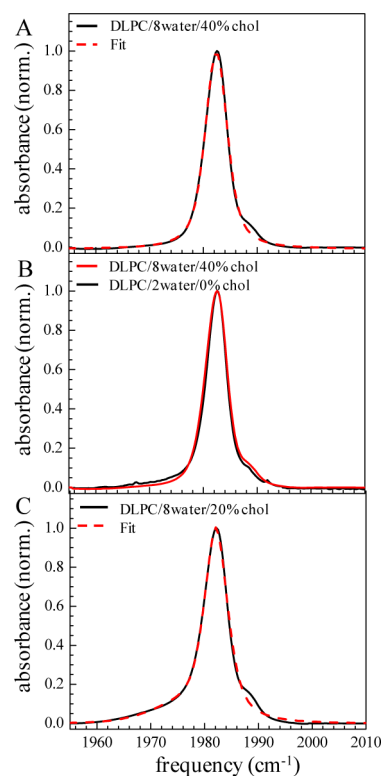 A
DLPC/8water/40% chol
Fit
absorbance (norm.)
1.0
0.8
0.6
0.4
0.2
0.0
B
DLPC/8water/40%chol
DLPC/2water/0% chol
absorbance (norm.)
1.0
0.8
0.6
0.4
0.2
0.0
C
DLPC/8water/20%chol
Fit
absorbance (norm.)
1.0
0.8
0.6
0.4
0.2
0.0
1960 1970 1980 1990 2000 2010
frequency (cm-1)